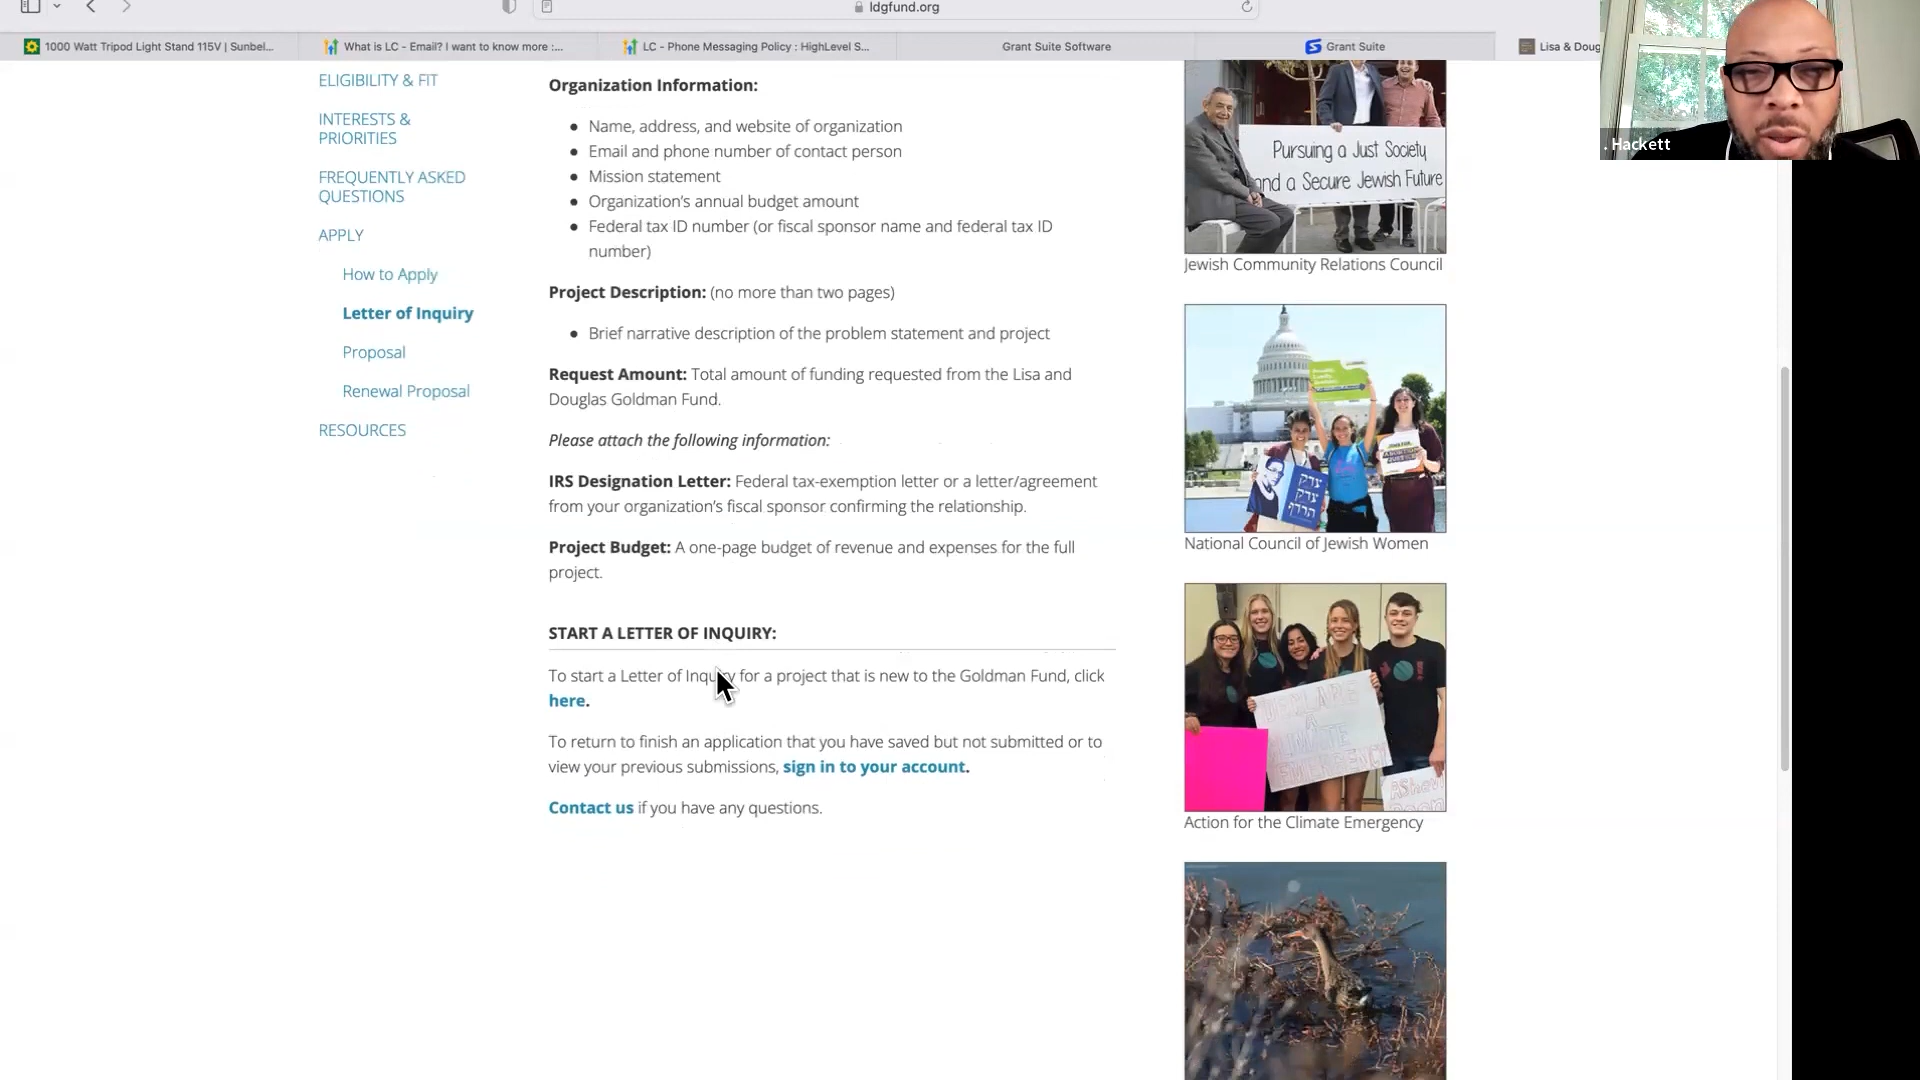 ldgfund.org
1000 Watt Tripod Light Stand 115V | Sunbel...
What is LC - Email? I want to know more :...
LC - Phone Messaging Policy : HighLevel S...
Grant Suite Software
Grant Suite
Lisa & Doug
. Hackett
ELIGIBILITY & FIT
INTERESTS &
PRIORITIES
FREQUENTLY ASKED
QUESTIONS
APPLY
How to Apply
Letter of Inquiry
Proposal
Renewal Proposal
RESOURCES
Organization Information:
● Name, address, and website of organization
● Email and phone number of contact person
● Mission statement
● Organization's annual budget amount
● Federal tax ID number (or fiscal sponsor name and federal tax ID
number)
Project Description: (no more than two pages)
● Brief narrative description of the problem statement and project
Request Amount: Total amount of funding requested from the Lisa and
Douglas Goldman Fund.
Please attach the following information:
IRS Designation Letter: Federal tax-exemption letter or a letter/agreement
from your organization's fiscal sponsor confirming the relationship.
Project Budget: A one-page budget of revenue and expenses for the full
project.
START A LETTER OF INQUIRY:
To start a Letter of Inquiry for a project that is new to the Goldman Fund, click
here.
To return to finish an application that you have saved but not submitted or to
view your previous submissions, sign in to your account.
Contact us if you have any questions.
Pursuing a Just Society
and a Secure Jewish Future
Jewish Community Relations Council
צדק
צדק
תרדף
National Council of Jewish Women
DECLARE
A
CLIMATE
EMERGENCY
Action for the Climate Emergency